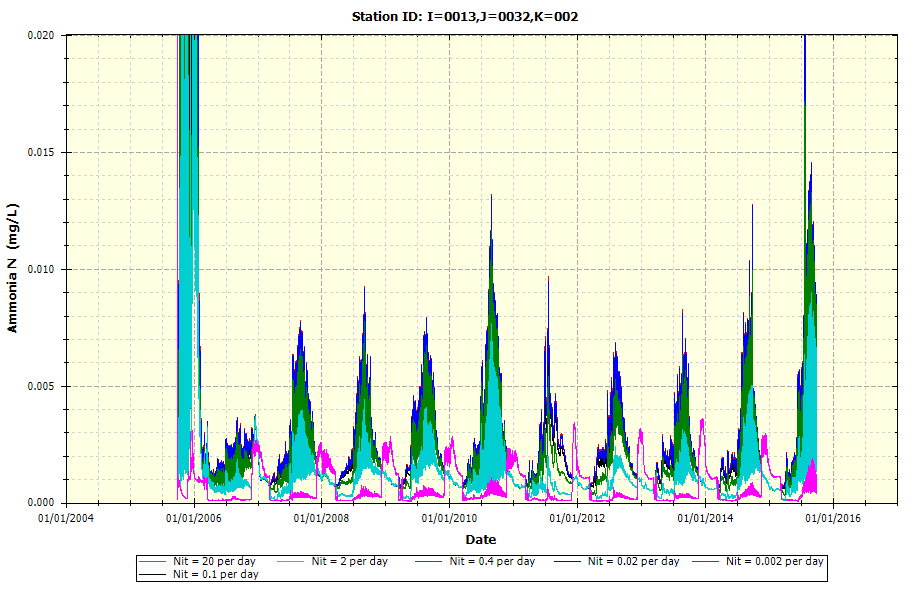 Station ID: I=0013,J=0032,K=002
0.020
0.015
0.010
0.005
0.000
Ammonia N (mg/L)
01/01/2004 01/01/2006 01/01/2008 01/01/2010 01/01/2012 01/01/2014 01/01/2016
Date
Nit = 20 per day Nit = 2 per day Nit = 0.4 per day Nit = 0.02 per day Nit = 0.002 per day
Nit = 0.1 per day